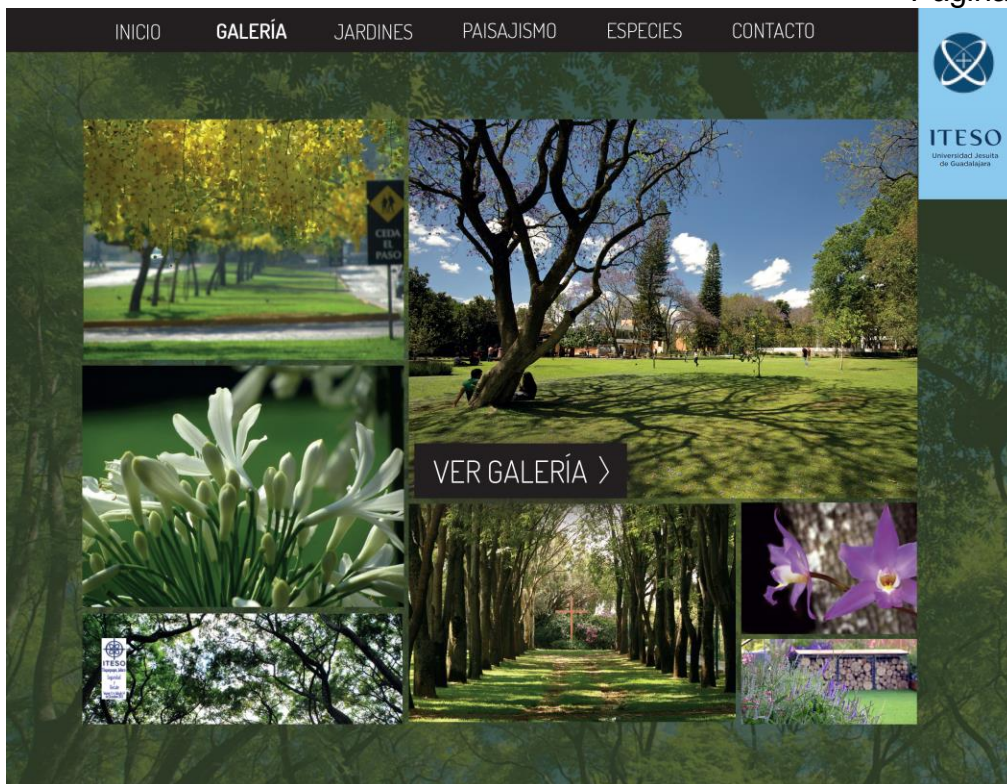 Página
INICIO GALERÍA JARDINES PAISAJISMO ESPECIES CONTACTO
ITESO
Universidad Jesuita
de Guadalajara
CEDA
EL
PASO
VER GALERÍA 〉
ITESO